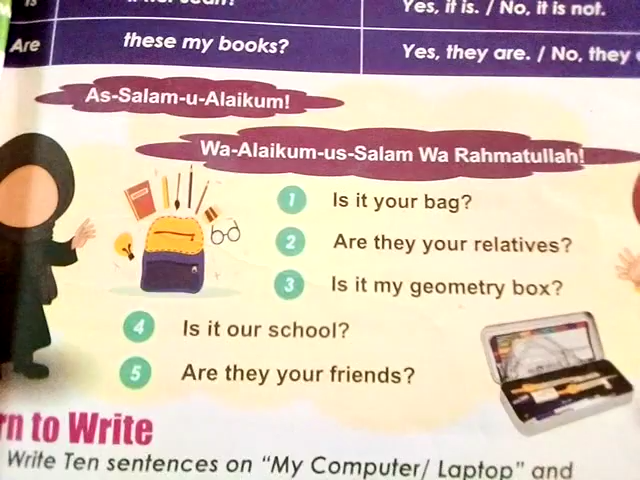 Yes, it is. / No, it is not.
Are these my books? Yes, they are. / No, they
As-Salam-u-Alaikum!
Wa-Alaikum-us-Salam Wa Rahmatullah!
1 Is it your bag?
2 Are they your relatives?
3 Is it my geometry box?
4 Is it our school?
5 Are they your friends?
rn to Write
Write Ten sentences on “My Computer/ Laptop” and